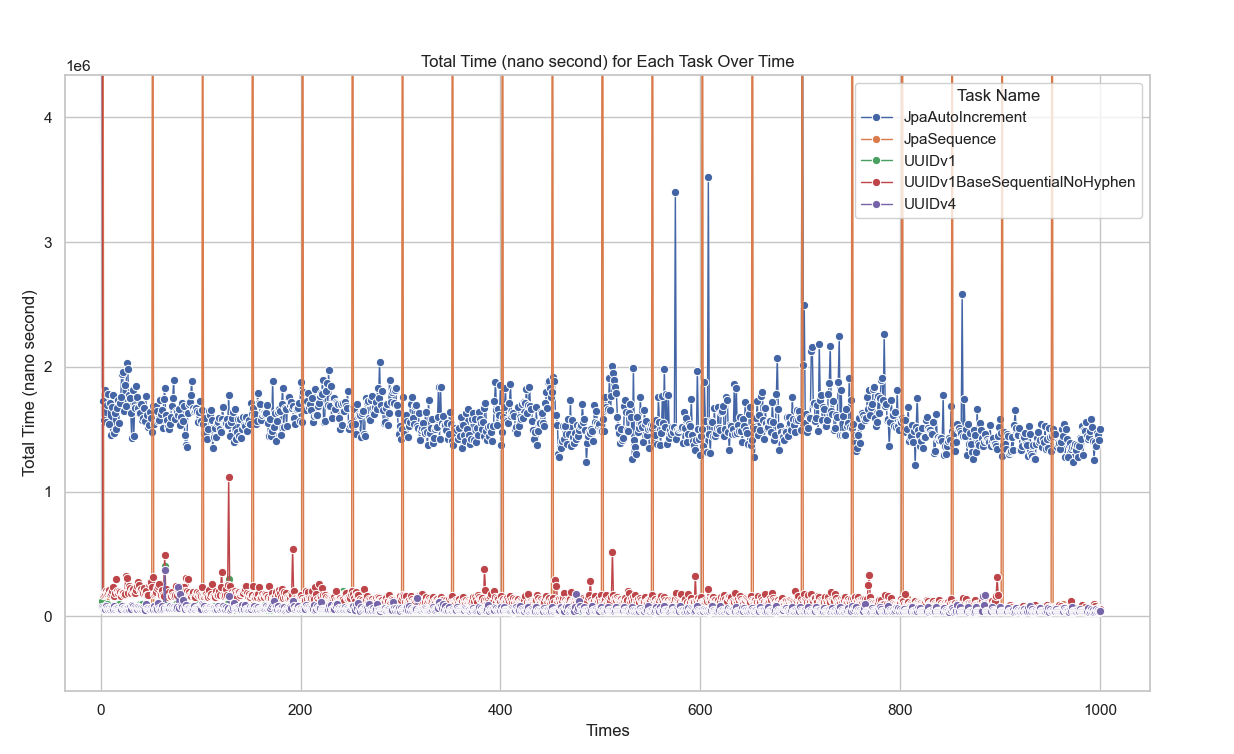 Total Time (nano second) for Each Task Over Time
1e6
Task Name
JpaAutoIncrement
JpaSequence
UUIDv1
UUIDv1BaseSequentialNoHyphen
UUIDv4
Total Time (nano second)
4
3
2
1
0
0 200 400 600 800 1000
Times